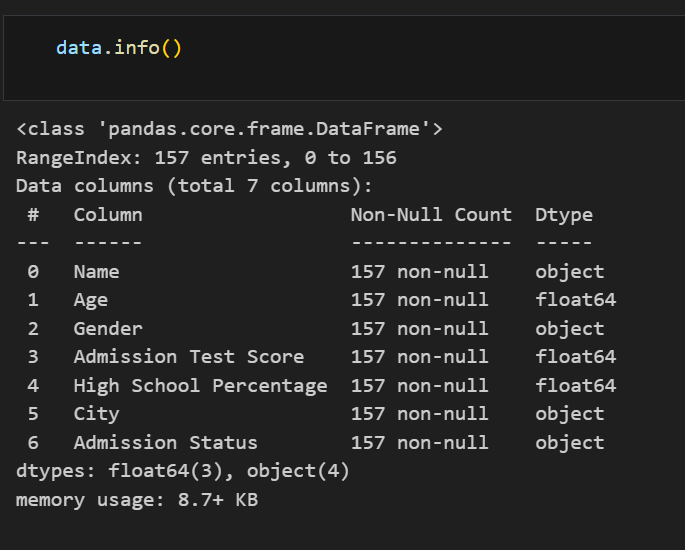 data.info()
<class 'pandas.core.frame.DataFrame'>
RangeIndex: 157 entries, 0 to 156
Data columns (total 7 columns):
 #   Column                  Non-Null Count  Dtype
---  ------                  --------------  -----
 0   Name                    157 non-null    object
 1   Age                     157 non-null    float64
 2   Gender                  157 non-null    object
 3   Admission Test Score    157 non-null    float64
 4   High School Percentage  157 non-null    float64
 5   City                    157 non-null    object
 6   Admission Status        157 non-null    object
dtypes: float64(3), object(4)
memory usage: 8.7+ KB